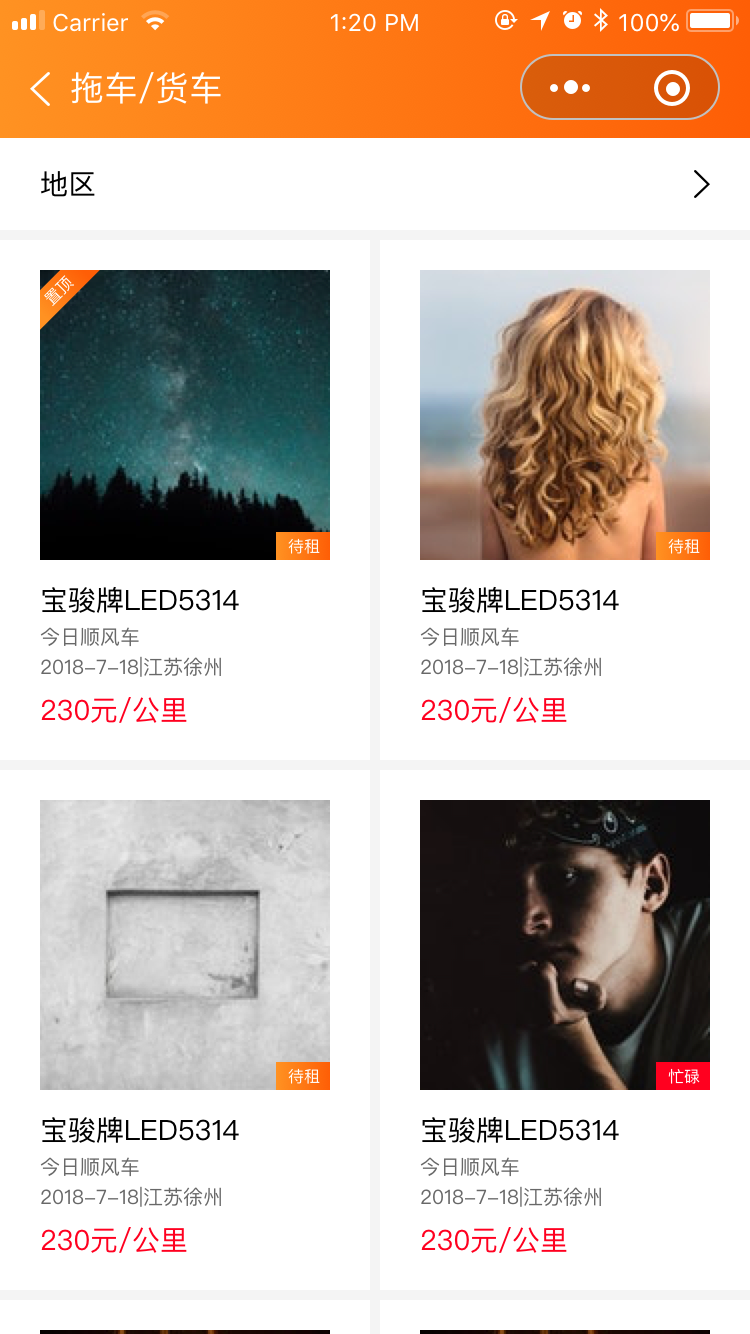 Carrier 1:20 PM 100%
拖车/货车
地区
置顶
待租
待租
宝骏牌LED5314
今日顺风车
2018-7-18|江苏徐州
230元/公里
宝骏牌LED5314
今日顺风车
2018-7-18|江苏徐州
230元/公里
待租
忙碌
宝骏牌LED5314
今日顺风车
2018-7-18|江苏徐州
230元/公里
宝骏牌LED5314
今日顺风车
2018-7-18|江苏徐州
230元/公里